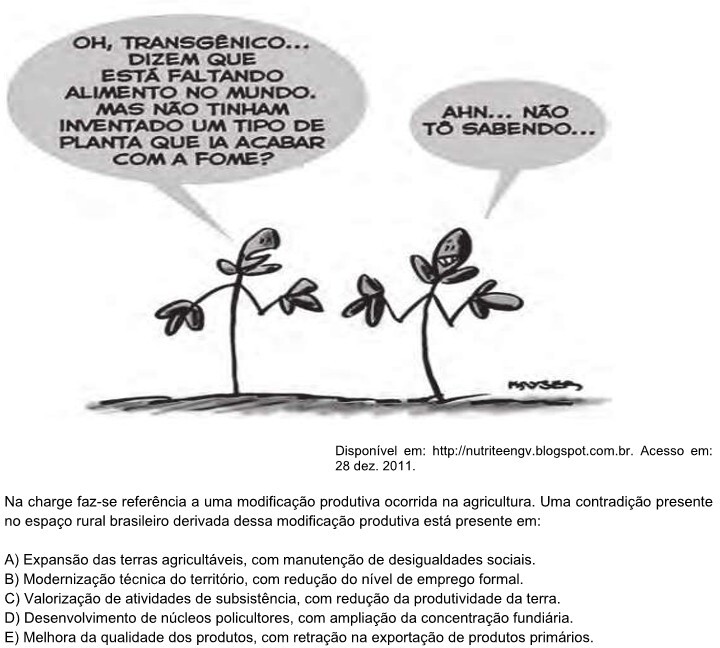 OH, TRANSGÊNICO...
DIZEM QUE
ESTÁ FALTANDO
ALIMENTO NO MUNDO.
MAS NÃO TINHAM
INVENTADO UM TIPO DE
PLANTA QUE IA ACABAR
COM A FOME?
AHN... NÃO
TÔ SABENDO...
Disponível em: http://nutriteengv.blogspot.com.br. Acesso em:
28 dez. 2011.
Na charge faz-se referência a uma modificação produtiva ocorrida na agricultura. Uma contradição presente
no espaço rural brasileiro derivada dessa modificação produtiva está presente em:
A) Expansão das terras agricultáveis, com manutenção de desigualdades sociais.
B) Modernização técnica do território, com redução do nível de emprego formal.
C) Valorização de atividades de subsistência, com redução da produtividade da terra.
D) Desenvolvimento de núcleos policultores, com ampliação da concentração fundiária.
E) Melhora da qualidade dos produtos, com retração na exportação de produtos primários.